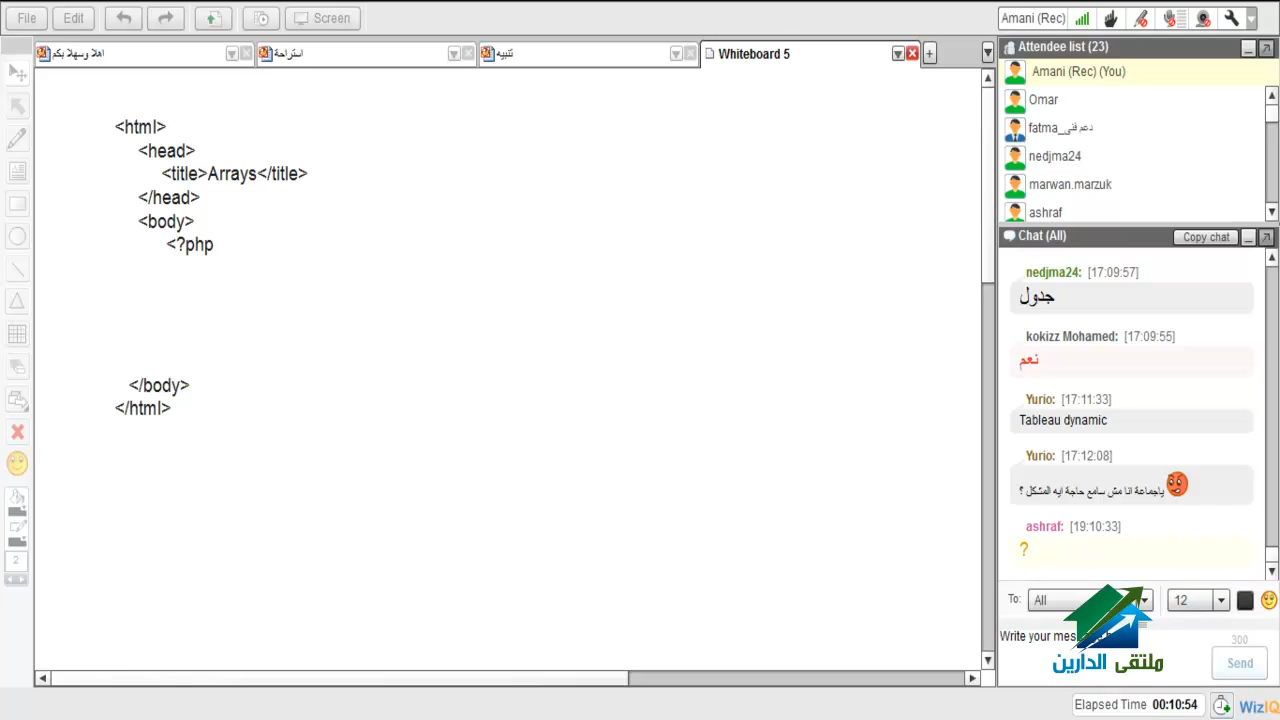 File
Edit
Screen
Amani (Rec)
اهلا وسهلا بكم
استراحة
تنبيه
Whiteboard 5
<html>
<head>
<title>Arrays</title>
</head>
<body>
<?php
</body>
</html>
2
Attendee list (23)
Amani (Rec) (You)
Omar
fatma_دعم فنى
nedjma24
marwan.marzuk
ashraf
Chat (All)
Copy chat
nedjma24: [17:09:57]
جدول
kokizz Mohamed: [17:09:55]
نعم
Yurio: [17:11:33]
Tableau dynamic
Yurio: [17:12:08]
ياجماعة انا مش سامع حاجة ايه المشكل ؟
ashraf: [19:10:33]
?
To:
All
12
Write your
300
ملتقى الدارين
Send
Elapsed Time 00:10:54
WizIQ